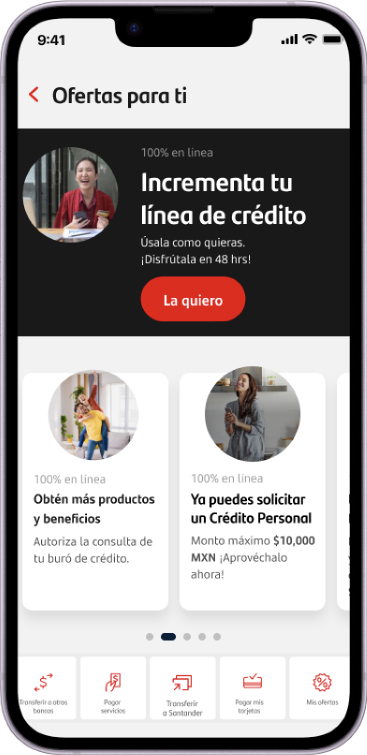 9:41
Ofertas para ti
100% en línea
Incrementa tu
línea de crédito
Úsala como quieras.
¡Disfrútala en 48 hrs!
La quiero
100% en línea
Obtén más productos
y beneficios
Autoriza la consulta de
tu buró de crédito.
100% en línea
Ya puedes solicitar
un Crédito Personal
Monto máximo $10,000
MXN ¡Aprovéchalo
ahora!
Transferir a otros
bancos
Pagar
servicios
Transferir
a Santander
Pagar mis
tarjetas
Mis ofertas